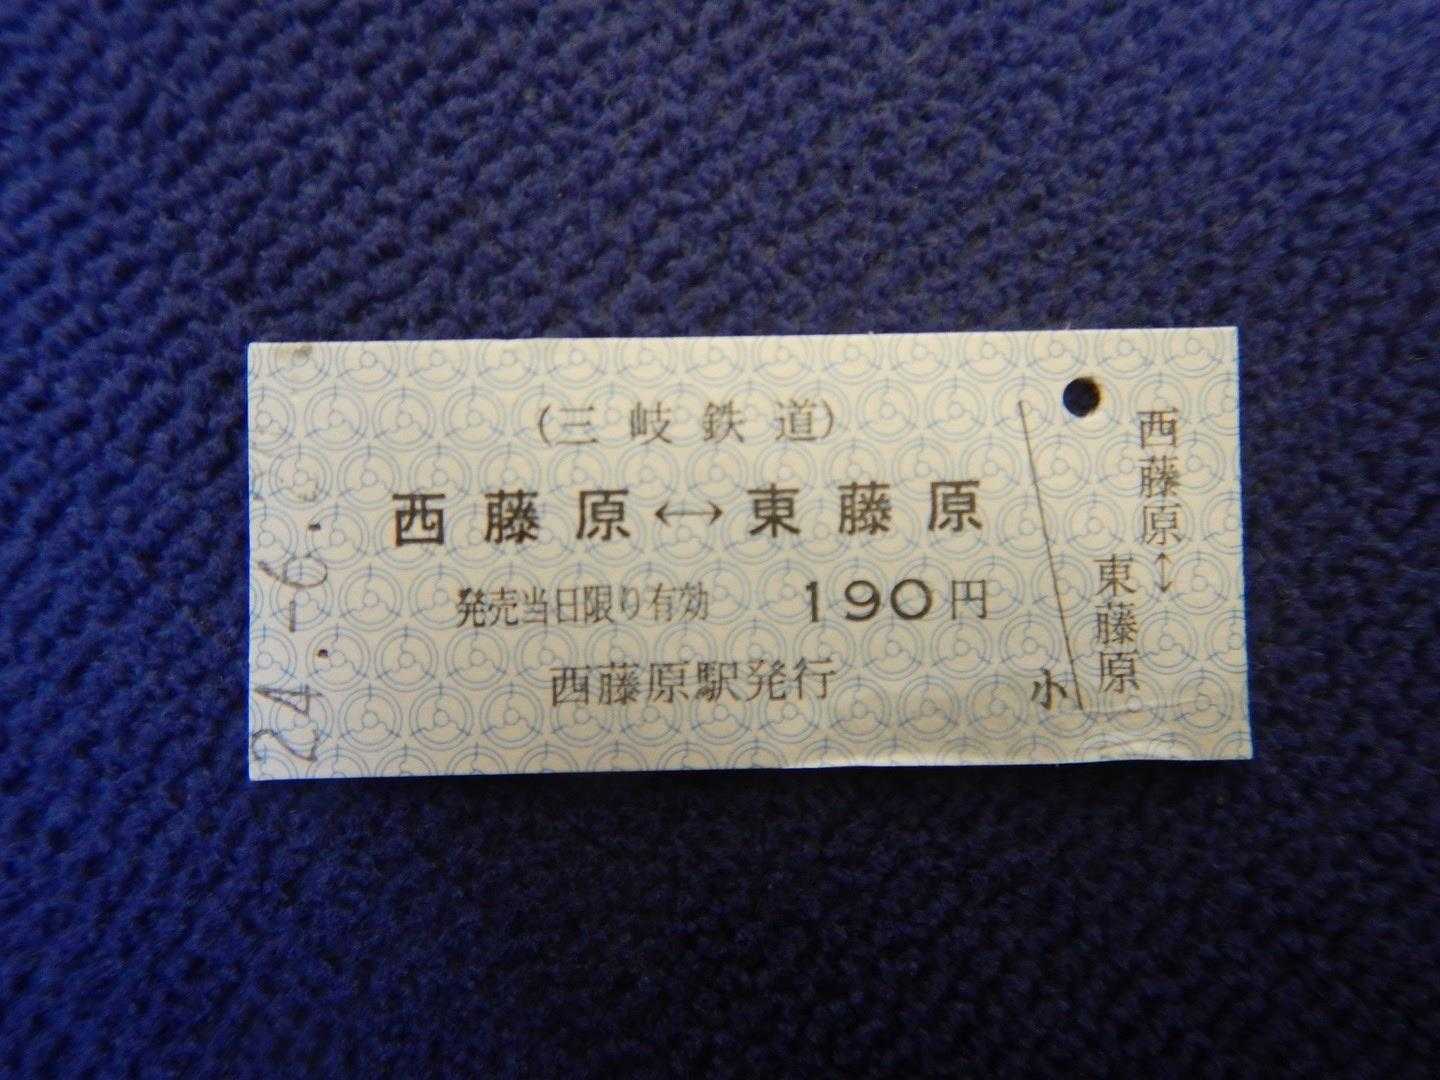 (三岐鉄道)
西藤原↔東藤原
発売当日限り有効 190円
西藤原駅発行
小
西藤原↔
東藤原
24.-6.